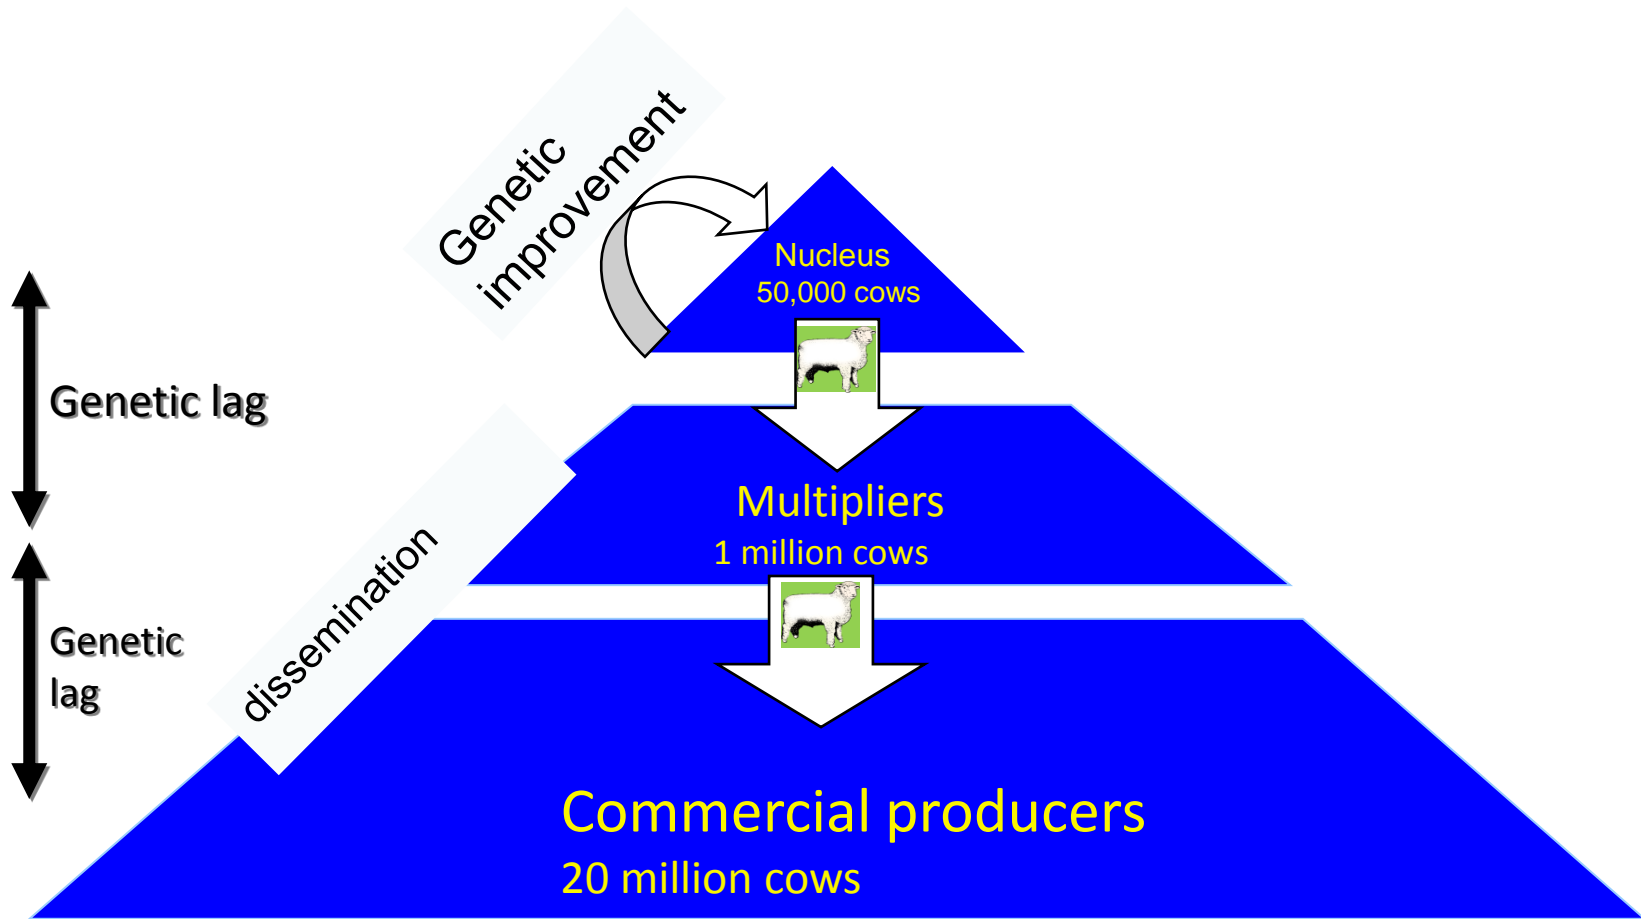 Genetic
improvement
Nucleus
50,000 cows
Genetic lag
Multipliers
1 million cows
dissemination
Genetic
lag
Commercial producers
20 million cows